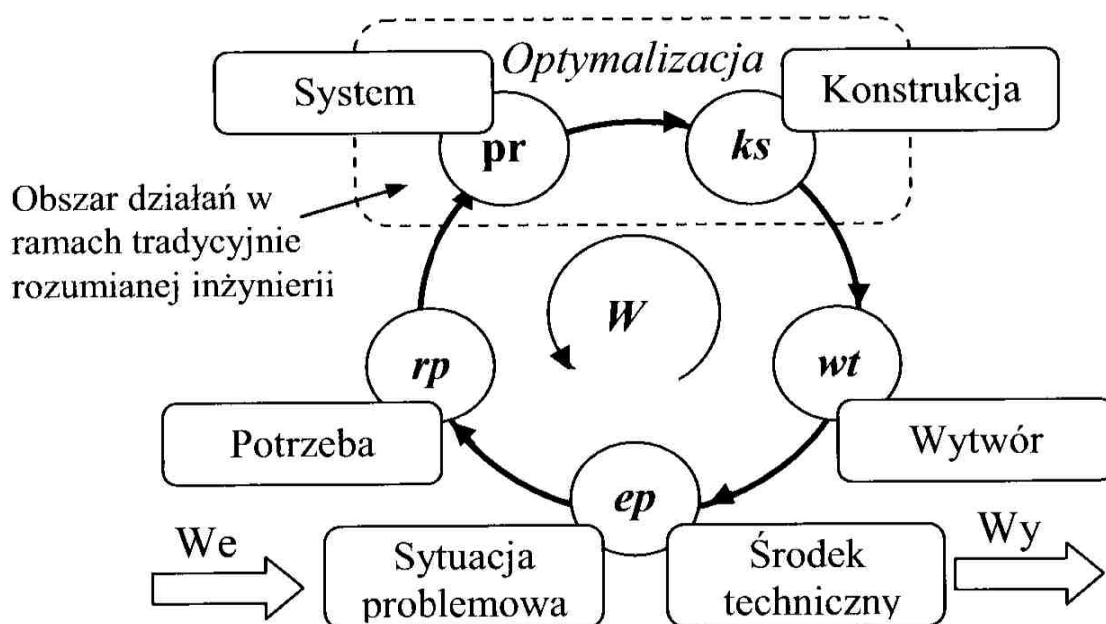 Optymalizacja
System
Konstrukcja
pr
ks
Obszar działań w
ramach tradycyjnie
rozumianej inżynierii
W
rp
wt
Potrzeba
Wytwór
ep
We
Sytuacja
problemowa
Środek
techniczny
Wy